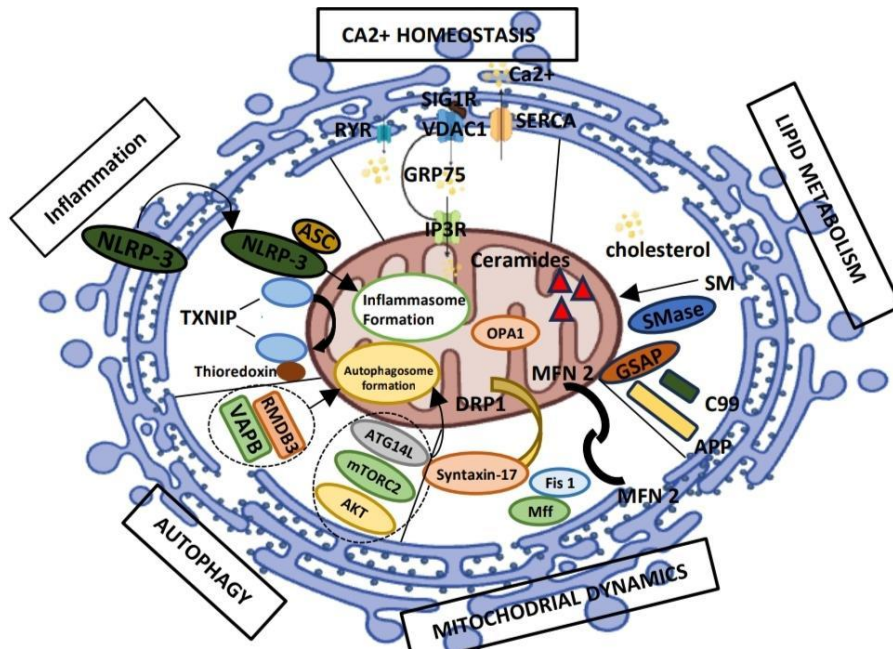 CA2+ HOMEOSTASIS
Ca2+
SIG1R
RYR
VDAC1
SERCA
GRP75
IP3R
Inflammation
NLRP-3
NLRP-3
ASC
TXNIP
Thioredoxin
Inflammasome
Formation
Autophagosome
formation
Ceramides
OPA1
MFN 2
DRP1
LIPID METABOLISM
cholesterol
SM
SMase
GSAP
C99
APP
VAPB
RMDB3
ATG14L
mTORC2
AKT
Syntaxin-17
Fis 1
Mff
MFN 2
AUTOPHAGY
MITOCHODRIAL DYNAMICS